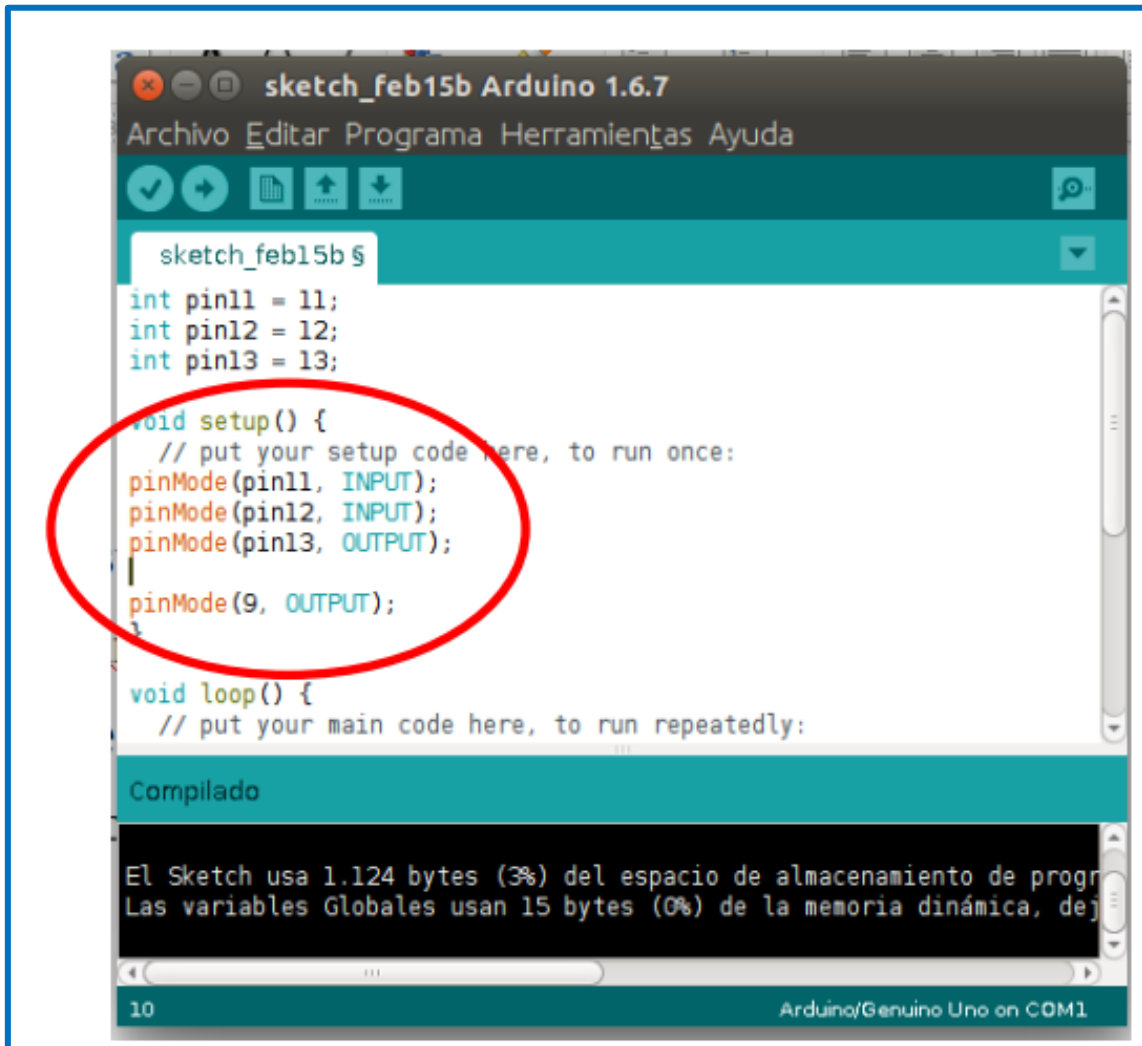 sketch_feb15b Arduino 1.6.7
Archivo Editar Programa Herramientas Ayuda
sketch_feb15b §
int pin11 = 11;
int pin12 = 12;
int pin13 = 13;
void setup() {
// put your setup code here, to run once:
pinMode(pin11, INPUT);
pinMode(pin12, INPUT);
pinMode(pin13, OUTPUT);
pinMode(9, OUTPUT);
}
void loop() {
// put your main code here, to run repeatedly:
Compilado
El Sketch usa 1.124 bytes (3%) del espacio de almacenamiento de progr
Las variables Globales usan 15 bytes (0%) de la memoria dinámica, dej
10
Arduino/Genuino Uno on COM1